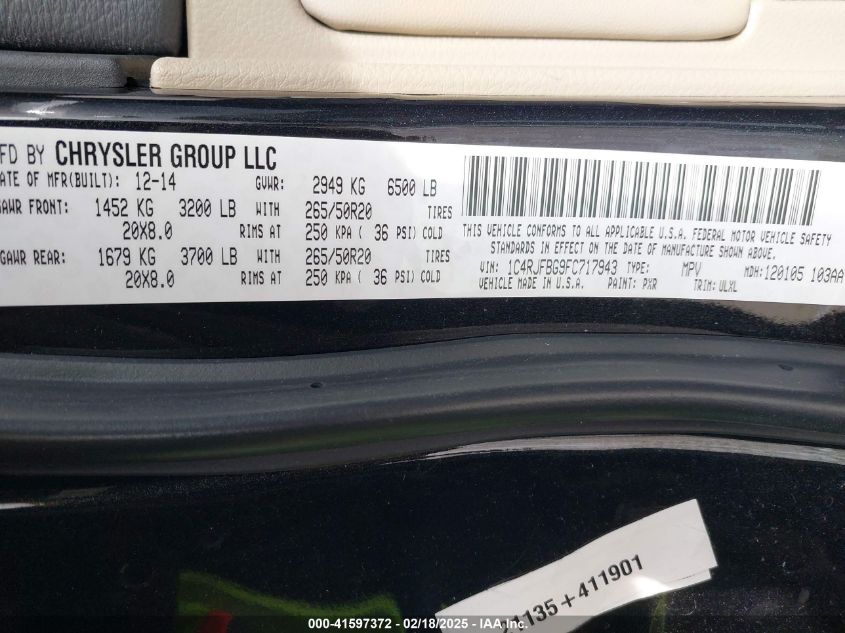 FD BY CHRYSLER GROUP LLC
ATE OF MFR(BUILT): 12-14 GVWR: 2949 KG 6500 LB
GAWR FRONT: 1452 KG 3200 LB WITH 265/50R20 TIRES
20X8.0 RIMS AT 250 KPA ( 36 PSI) COLD
GAWR REAR: 1679 KG 3700 LB WITH 265/50R20 TIRES
20X8.0 RIMS AT 250 KPA ( 36 PSI) COLD
THIS VEHICLE CONFORMS TO ALL APPLICABLE U.S.A. FEDERAL MOTOR VEHICLE SAFETY
STANDARDS IN EFFECT ON THE DATE OF MANUFACTURE SHOWN ABOVE.
VIN: 1C4RJFBG9FC717943 TYPE: MPV MDH:120105 103AA
VEHICLE MADE IN U.S.A. PAINT: PXR TRIM: ULXL
1135+411901
000-41597372 - 02/18/2025 - IAA Inc.